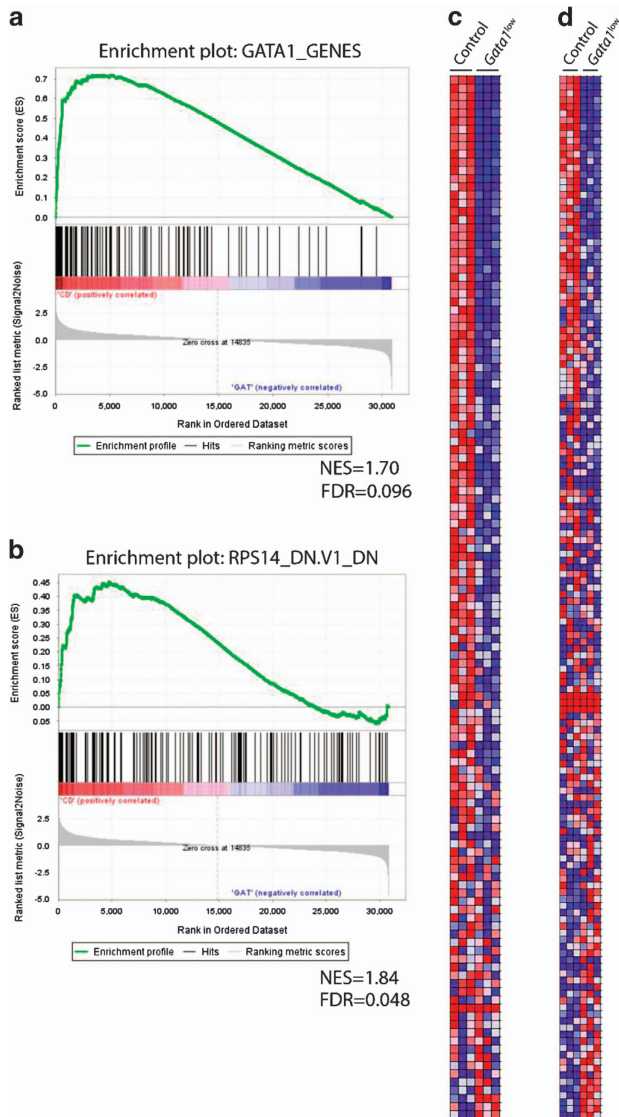 a
Enrichment plot: GATA1_GENES
Enrichment score (ES)
0.7
0.6
0.5
0.4
0.3
0.2
0.1
0.0
'CD' (positively correlated)
Ranked list metric (Signal2Noise)
2.5
0.0
-2.5
-5.0
Zero cross at 14835
'GAT' (negatively correlated)
0 5,000 10,000 15,000 20,000 25,000 30,000
Rank in Ordered Dataset
Enrichment profile Hits Ranking metric scores
NES=1.70
FDR=0.096
b
Enrichment plot: RPS14_DN.V1_DN
Enrichment score (ES)
0.45
0.40
0.35
0.30
0.25
0.20
0.15
0.10
0.05
0.00
0.05
'CD' (positively correlated)
Ranked list metric (Signal2Noise)
2.5
0.0
-2.5
-5.0
Zero cross at 14835
'GAT' (negatively correlated)
0 5,000 10,000 15,000 20,000 25,000 30,000
Rank in Ordered Dataset
Enrichment profile Hits Ranking metric scores
NES=1.84
FDR=0.048
c
Control
Gata1low
d
Control
Gata1low